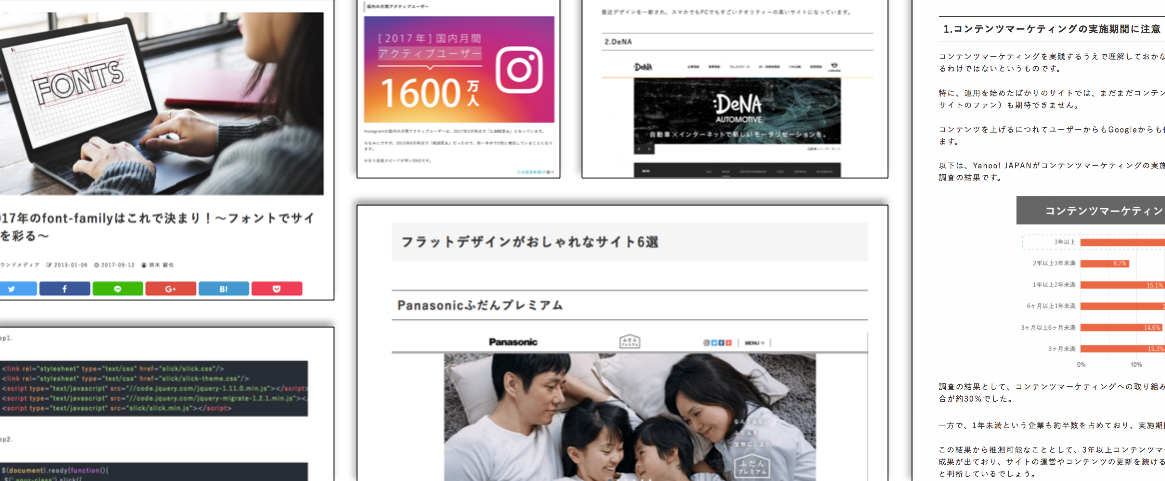 FONTS
017年のfont-familyはこれで決まり！〜フォントでサイ
を彩る〜
ウンドメディア 2015-01-06 2017-09-12 鈴木 敏也
f
G+
B!
ep1.
<link rel="stylesheet" type="text/css" href="slick/slick.css"/>
<link rel="stylesheet" type="text/css" href="slick/slick-theme.css"/>
<script type="text/javascript" src="//code.jquery.com/jquery-1.11.0.min.js"></script>
<script type="text/javascript" src="//code.jquery.com/jquery-migrate-1.2.1.min.js"></
<script type="text/javascript" src="slick/slick.min.js"></script>
ep2.
$(document).ready(function(){
$('.your-class').slick({
国内の月間アクティブユーザー
[2017年] 国内月間
アクティブユーザー
1600万人
最近デザインを一新され、スマホでもPCでもすごいクオリティーの高いサイトになっています。
2.DeNA
:DeNA
:DeNA
AUTOMOTIVE
自動車×インターネットで新しいモータリゼーションを。
フラットデザインがおしゃれなサイト6選
Panasonicふだんプレミアム
Panasonic
ふだん
プレミアム
MENU
ふだん
プレミアム
1.コンテンツマーケティングの実施期間に注意
コンテンツマーケティングを実践するうえで理解しておかな
るわけではないというものです。
特に、運用を始めたばかりのサイトでは、まだまだコンテン
サイトのファン）も期待できません。
コンテンツを上げるにつれてユーザーからもGoogleからも
ます。
以下は、Yahoo! JAPANがコンテンツマーケティングの実施
調査の結果です。
コンテンツマーケティン
3年以上
2年以上3年未満 8.7%
1年以上2年未満 15.1%
6ヶ月以上1年未満
3ヶ月以上6ヶ月未満 14.6%
3ヶ月未満 15.3%
0% 10%
調査の結果として、コンテンツマーケティングへの取り組み
合が約30％でした。
一方で、1年未満という企業も約半数を占めており、実施期
この結果から推測可能なこととして、3年以上コンテンツマ
成果が出ており、サイトの運営やコンテンツの更新を続ける
と判断しているでしょう。